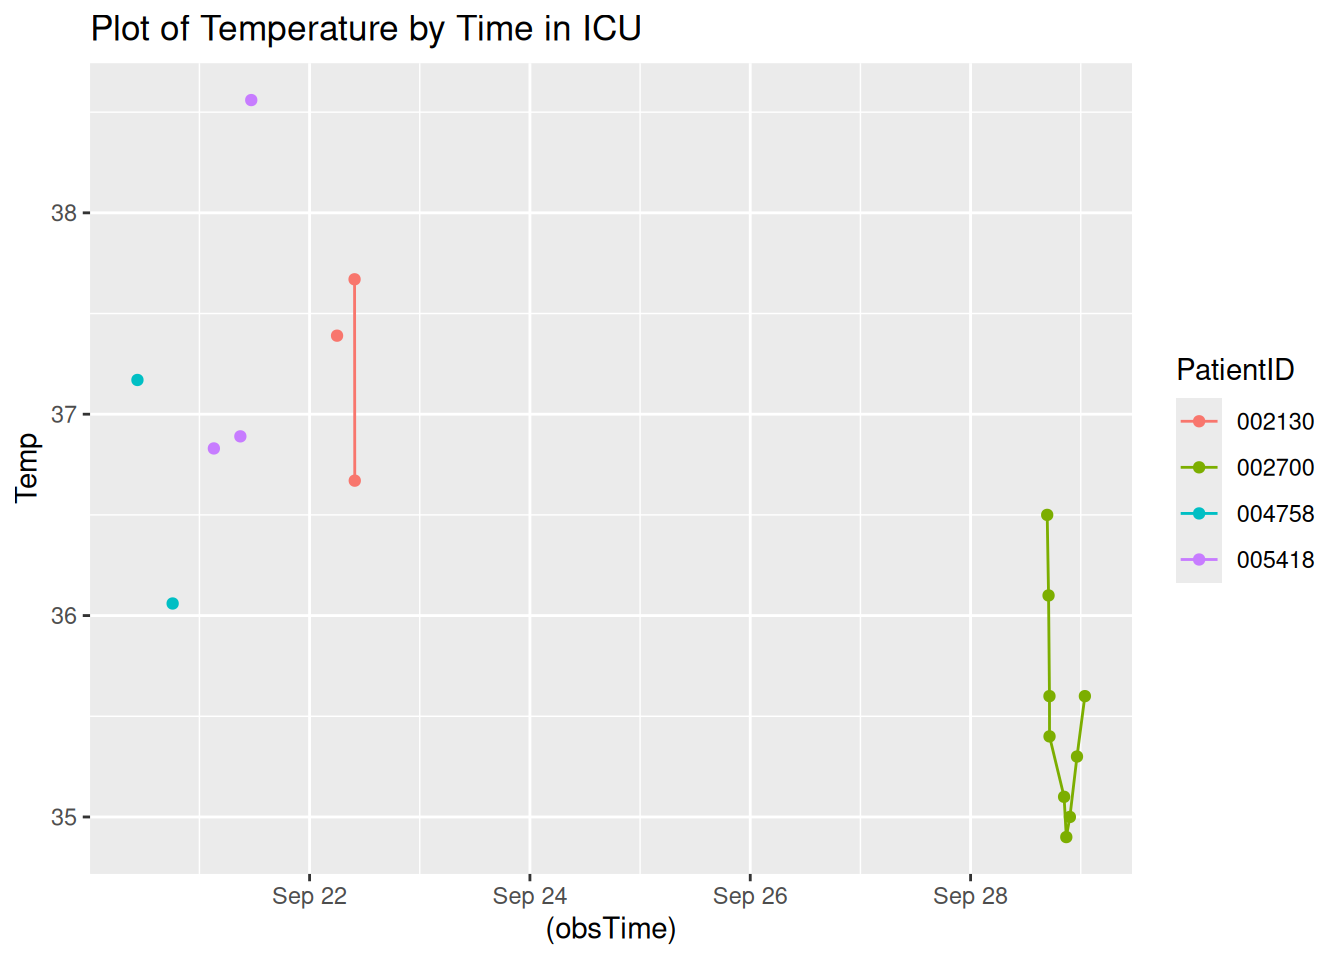 Plot of Temperature by Time in ICU
38
37
36
35
Temp
Sep 22
Sep 24
Sep 26
Sep 28
(obsTime)
PatientID
002130
002700
004758
005418